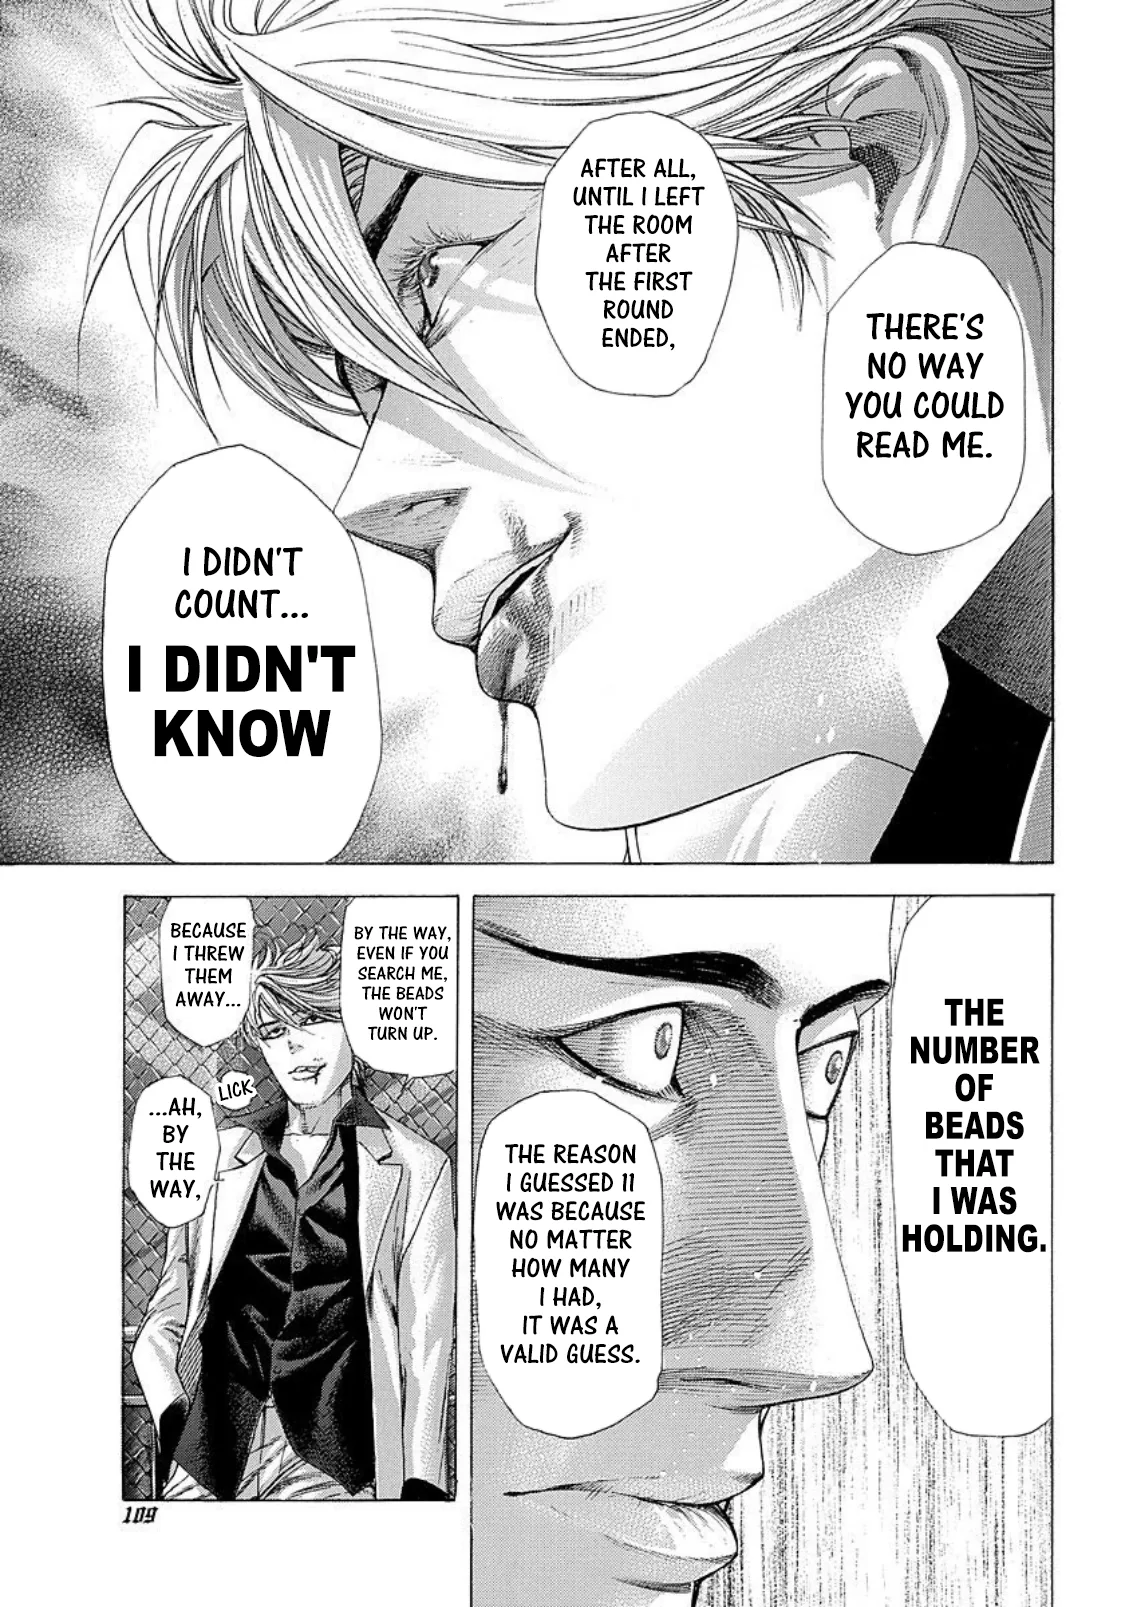 THERE'S
NO WAY
YOU COULD
READ ME.
AFTER ALL,
UNTIL I LEFT
THE ROOM
AFTER
THE FIRST
ROUND
ENDED,
I DIDN'T
COUNT...
I DIDN'T
KNOW
THE
NUMBER
OF
BEADS
THAT
I WAS
HOLDING.
THE REASON
I GUESSED 11
WAS BECAUSE
NO MATTER
HOW MANY
I HAD,
IT WAS A
VALID GUESS.
BY THE WAY,
EVEN IF YOU
SEARCH ME,
THE BEADS
WON'T
TURN UP.
BECAUSE
I THREW
THEM
AWAY...
LICK
...AH,
BY
THE
WAY,
109